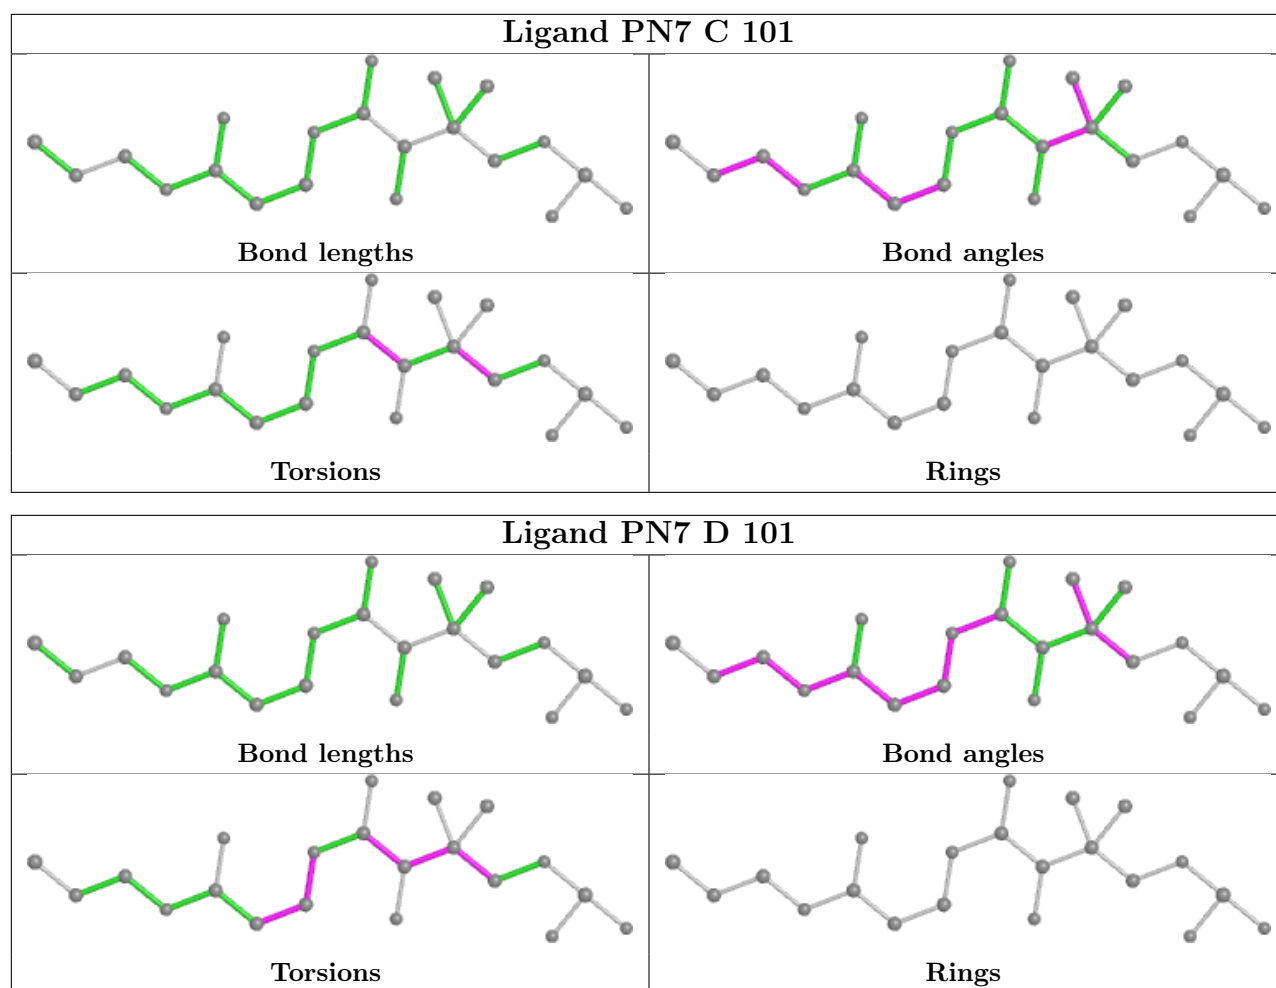 Ligand PN7 C 101
Bond lengths
Bond angles
Torsions
Rings
Ligand PN7 D 101
Bond lengths
Bond angles
Torsions
Rings